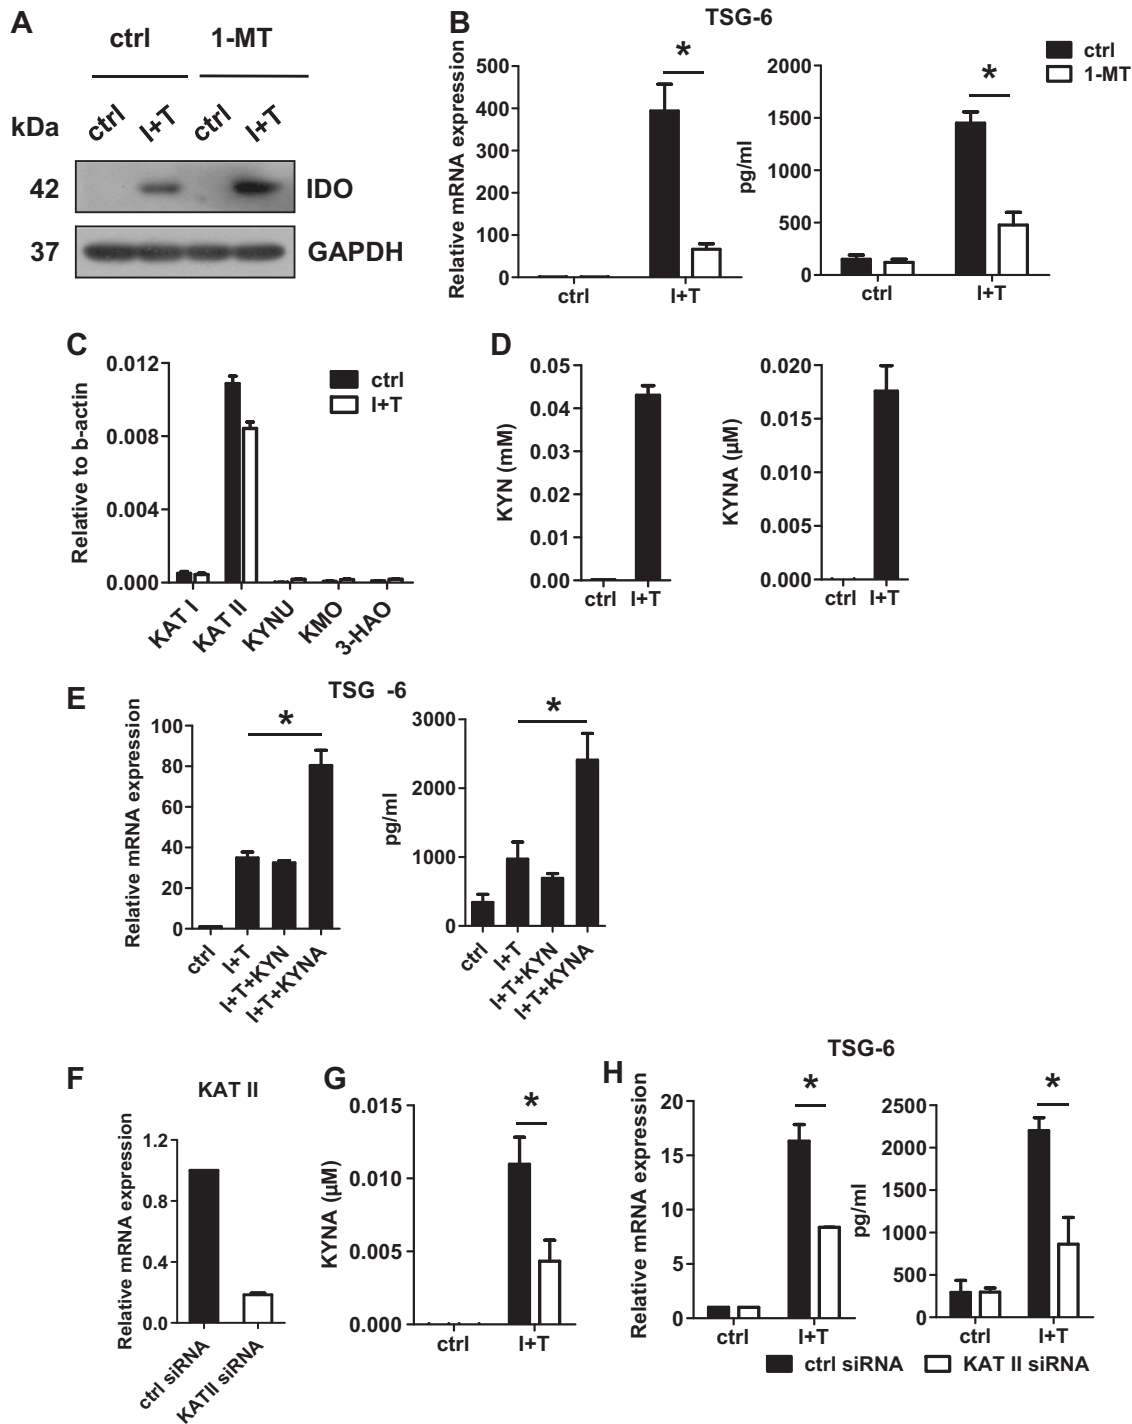 A
ctrl 1-MT
kDa ctrl I+T ctrl I+T
42 IDO
37 GAPDH
B
TSG-6
ctrl
1-MT
Relative mRNA expression
500
400
300
200
100
0
ctrl I+T
*
pg/ml
2000
1500
1000
500
0
ctrl I+T
*
C
Relative to b-actin
0.012
0.008
0.004
0.000
ctrl
I+T
KAT I KAT II KYNU KMO 3-HAO
D
KYN (mM)
0.05
0.04
0.03
0.02
0.01
0.00
ctrl I+T
KYNA (µM)
0.020
0.015
0.010
0.005
0.000
ctrl I+T
E
TSG -6
Relative mRNA expression
100
80
60
40
20
0
*
ctrl I+T I+T+KYN I+T+KYNA
pg/ml
3000
2000
1000
0
*
ctrl I+T I+T+KYN I+T+KYNA
F
KAT II
Relative mRNA expression
1.2
0.8
0.4
0.0
ctrl siRNA KATII siRNA
G
KYNA (µM)
0.015
0.010
0.005
0.000
*
ctrl I+T
H
TSG-6
Relative mRNA expression
20
15
10
5
0
*
ctrl I+T
pg/ml
2500
2000
1500
1000
500
0
*
ctrl I+T
ctrl siRNA KAT II siRNA